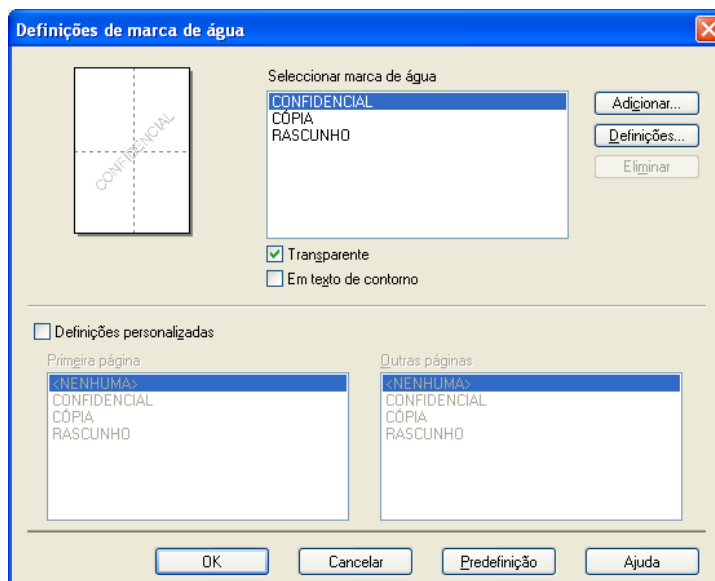 Definições de marca de água
CONFIDENCIAL
Seleccionar marca de água
CONFIDENCIAL
CÓPIA
RASCUNHO
Adicionar...
Definições...
Eliminar
Transparente
Em texto de contorno
Definições personalizadas
Primeira página
<NENHUMA>
CONFIDENCIAL
CÓPIA
RASCUNHO
Outras páginas
<NENHUMA>
CONFIDENCIAL
CÓPIA
RASCUNHO
OK
Cancelar
Predefinição
Ajuda